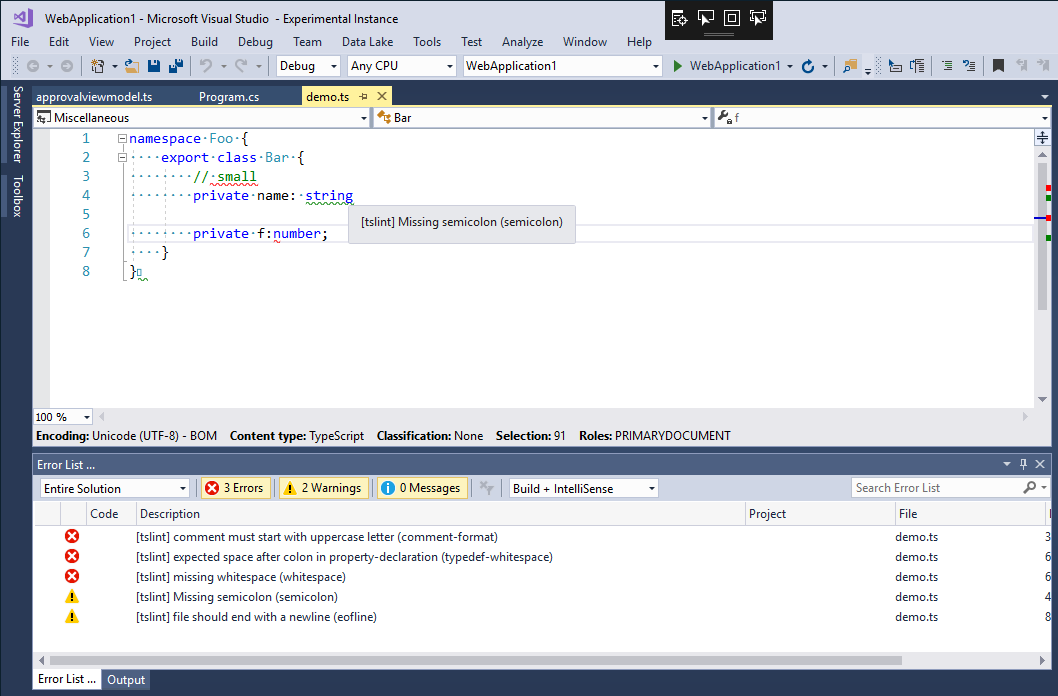 WebApplication1 - Microsoft Visual Studio - Experimental Instance
File Edit View Project Build Debug Team Data Lake Tools Test Analyze Window Help
Debug Any CPU WebApplication1 WebApplication1
Server Explorer
Toolbox
approvalviewmodel.ts Program.cs demo.ts
Miscellaneous Bar f
1 namespace Foo {
2 export class Bar {
3 // small
4 private name: string
5
[tslint] Missing semicolon (semicolon)
6 private f:number;
7 }
8 }
100 %
Encoding: Unicode (UTF-8) - BOM Content type: TypeScript Classification: None Selection: 91 Roles: PRIMARYDOCUMENT
Error List ...
Entire Solution 3 Errors 2 Warnings 0 Messages Build + IntelliSense Search Error List
Code Description Project File
[tslint] comment must start with uppercase letter (comment-format) demo.ts 3
[tslint] expected space after colon in property-declaration (typedef-whitespace) demo.ts 6
[tslint] missing whitespace (whitespace) demo.ts 6
[tslint] Missing semicolon (semicolon) demo.ts 4
[tslint] file should end with a newline (eofline) demo.ts 8
Error List ... Output